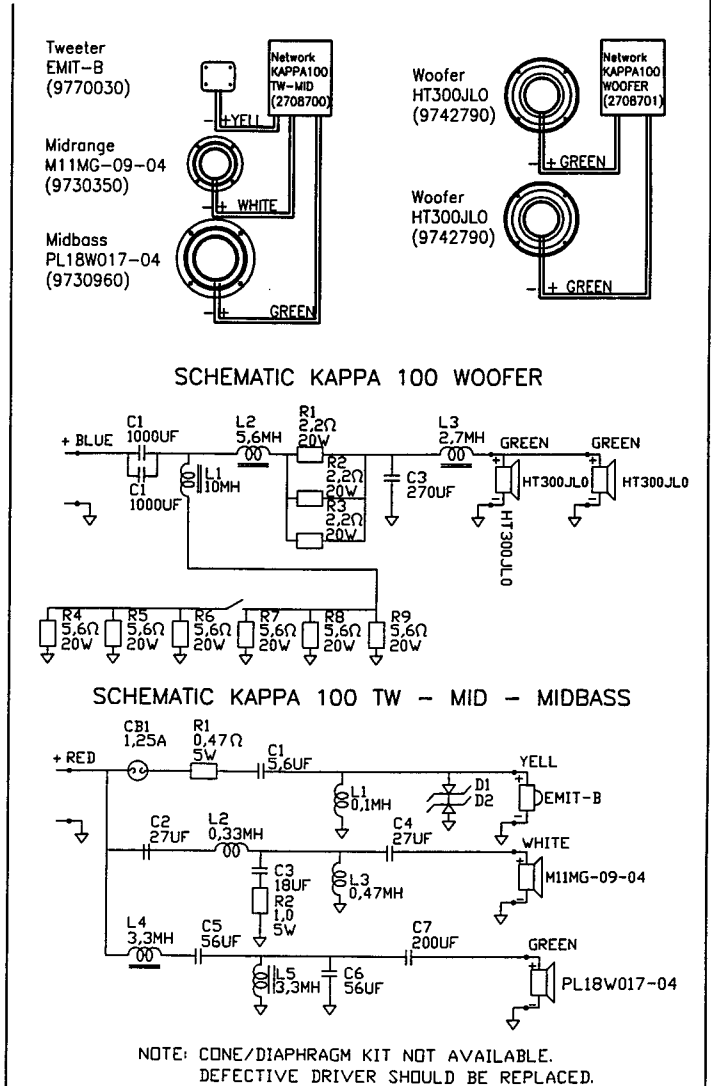 Tweeter
EMIT-B
(9770030)
Network
KAPPA100
TW-MID
(2708700)
- +YELL
Midrange
M11MG-09-04
(9730350)
- + WHITE
Midbass
PL18W017-04
(9730960)
- + GREEN
Woofer
HT300JL0
(9742790)
Network
KAPPA100
WOOFER
(2708701)
- + GREEN
Woofer
HT300JL0
(9742790)
- + GREEN
SCHEMATIC KAPPA 100 WOOFER
+ BLUE
C1
1000UF
C1
1000UF
L1
10MH
L2
5,6MH
R1
2,2Ω
20W
R2
2,2Ω
20W
R3
2,2Ω
20W
C3
270UF
L3
2,7MH
GREEN
+
-
HT300JL0
HT300JL0
GREEN
+
-
HT300JL0
R4
5,6Ω
20W
R5
5,6Ω
20W
R6
5,6Ω
20W
R7
5,6Ω
20W
R8
5,6Ω
20W
R9
5,6Ω
20W
SCHEMATIC KAPPA 100 TW - MID - MIDBASS
+ RED
CB1
1,25A
R1
0,47Ω
5W
C1
5,6UF
L1
0,1MH
D1
D2
YELL
+
-
EMIT-B
C2
27UF
L2
0,33MH
C3
18UF
R2
1,0
5W
L3
0,47MH
C4
27UF
WHITE
+
-
M11MG-09-04
L4
3,3MH
C5
56UF
L5
3,3MH
C6
56UF
C7
200UF
GREEN
+
-
PL18W017-04
NOTE: CONE/DIAPHRAGM KIT NOT AVAILABLE.
DEFECTIVE DRIVER SHOULD BE REPLACED.